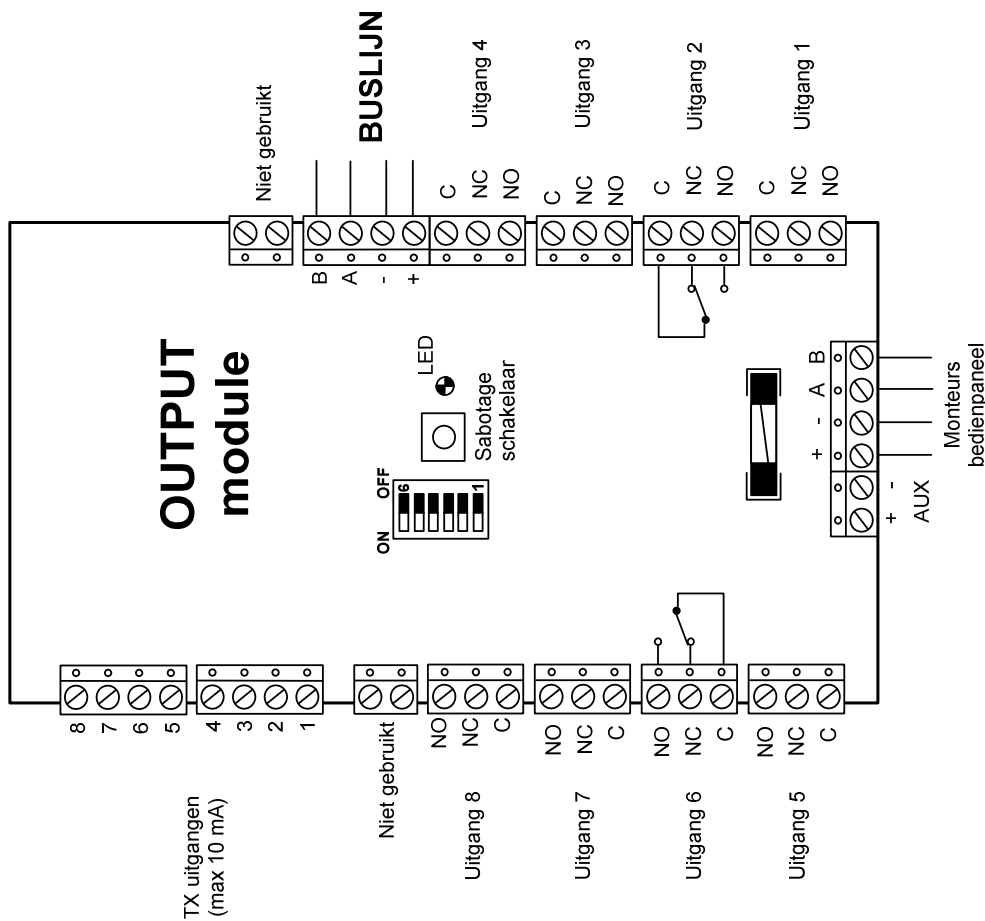 OUTPUT
module
Niet gebruikt
BUSLIJN
B
A
-
+
C
NC
NO
Uitgang 4
C
NC
NO
Uitgang 3
C
NC
NO
Uitgang 2
C
NC
NO
Uitgang 1
LED
Sabotage
schakelaar
ON
OFF
6
1
B
A
-
+
Monteurs
bedienpaneel
-
+
AUX
8
7
6
5
4
3
2
1
TX uitgangen
(max 10 mA)
Niet gebruikt
NO
NC
C
Uitgang 8
NO
NC
C
Uitgang 7
NO
NC
C
Uitgang 6
NO
NC
C
Uitgang 5